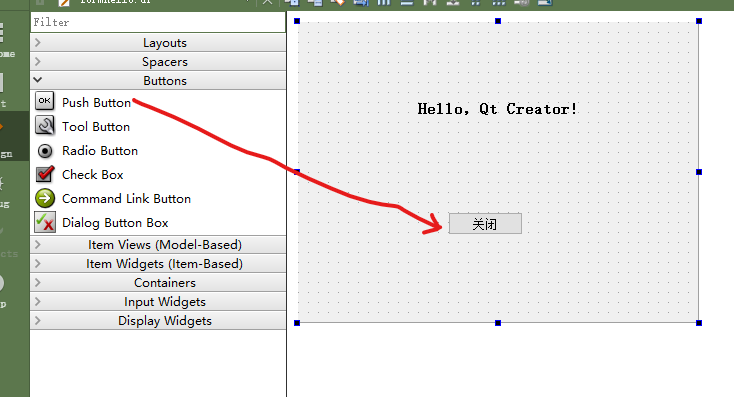 Filter
Layouts
Spacers
Buttons
OK
Push Button
Tool Button
Radio Button
Check Box
Command Link Button
Dialog Button Box
Item Views (Model-Based)
Item Widgets (Item-Based)
Containers
Input Widgets
Display Widgets
Hello, Qt Creator!
关闭